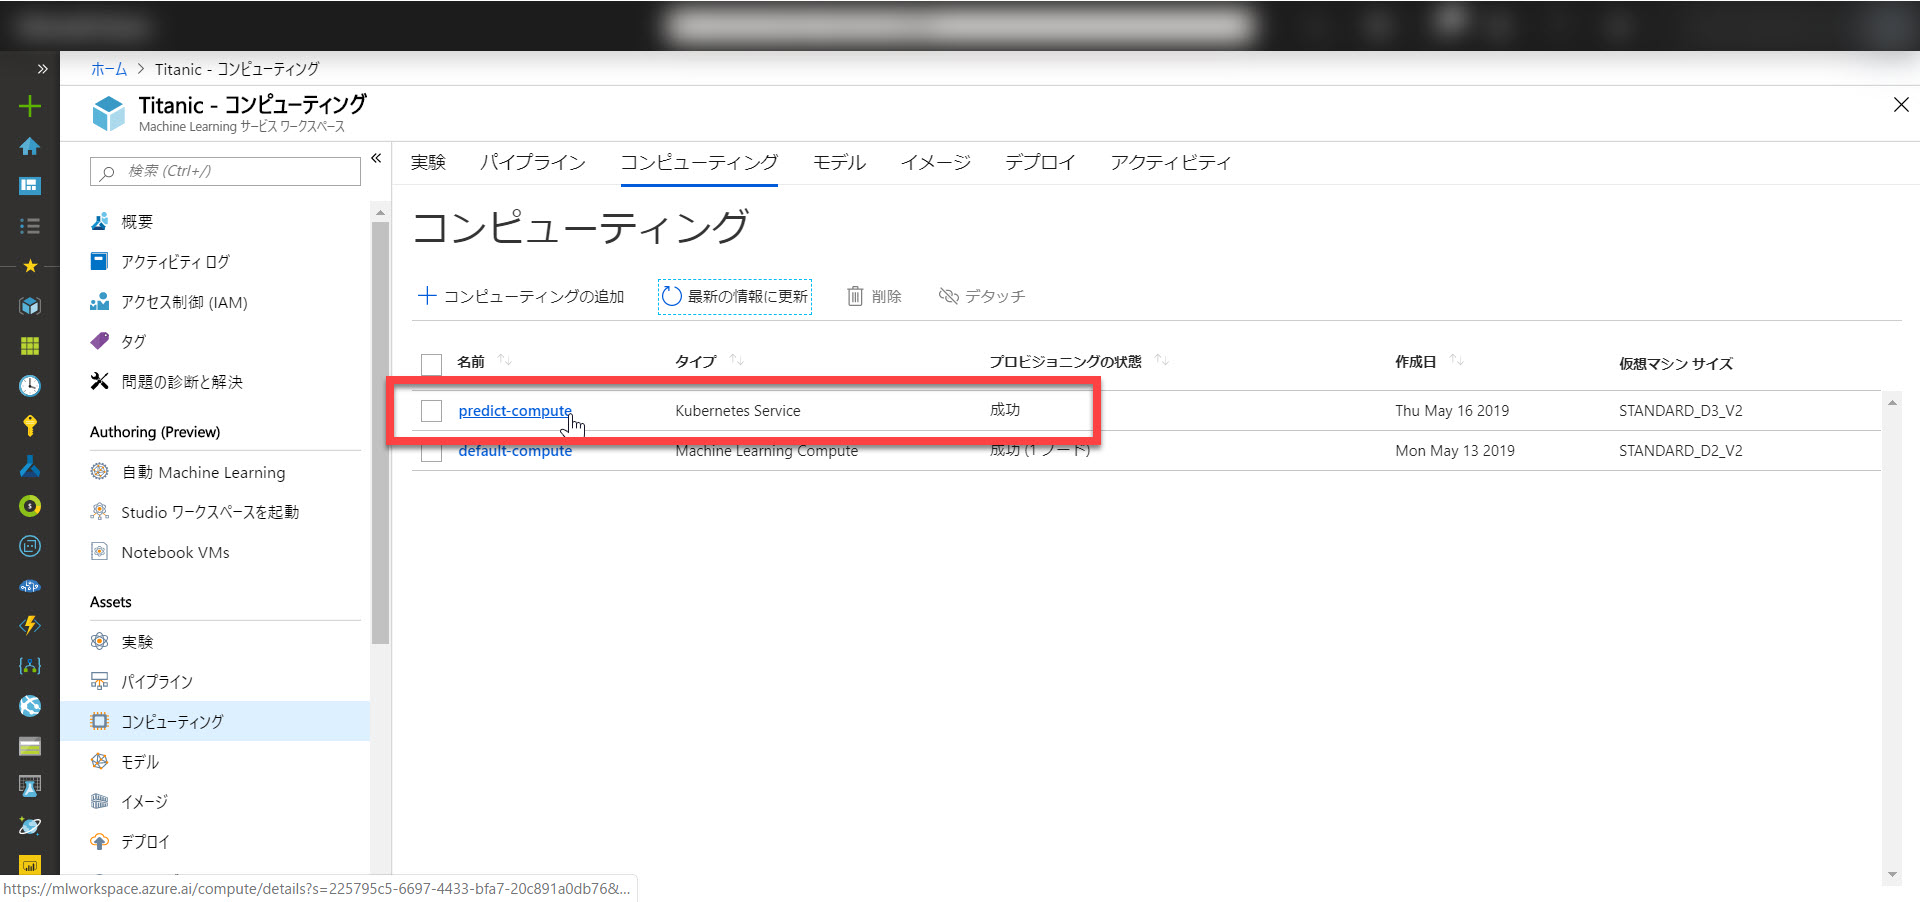 ホーム > Titanic - コンピューティング
Titanic - コンピューティング
Machine Learning サービス ワークスペース
検索 (Ctrl+/)
概要
アクティビティ ログ
アクセス制御 (IAM)
タグ
問題の診断と解決
Authoring (Preview)
自動 Machine Learning
Studio ワークスペースを起動
Notebook VMs
Assets
実験
パイプライン
コンピューティング
モデル
イメージ
デプロイ
実験 パイプライン コンピューティング モデル イメージ デプロイ アクティビティ
コンピューティング
コンピューティングの追加 最新の情報に更新 削除 デタッチ
名前 タイプ プロビジョニングの状態 作成日 仮想マシン サイズ
predict-compute Kubernetes Service 成功 Thu May 16 2019 STANDARD_D3_V2
default-compute Machine Learning Compute 成功 (1 ノード) Mon May 13 2019 STANDARD_D2_V2
https://mlworkspace.azure.ai/compute/details?s=225795c5-6697-4433-bfa7-20c891a0db76&...